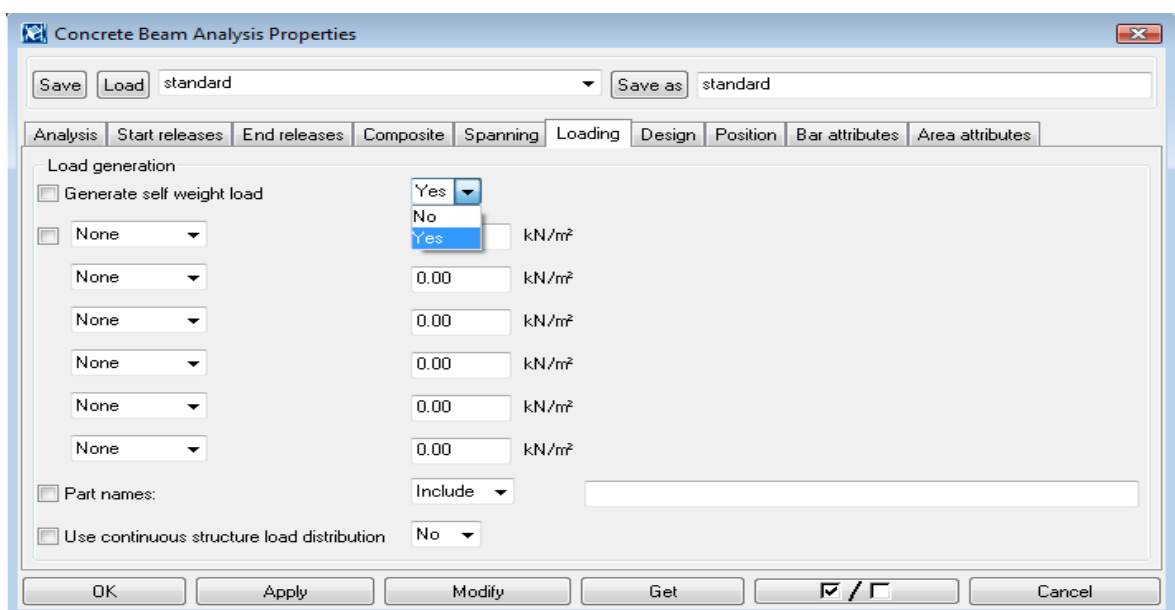 Concrete Beam Analysis Properties
Save Load standard Save as standard
Analysis Start releases End releases Composite Spanning Loading Design Position Bar attributes Area attributes
Load generation
Generate self weight load Yes
No
None Yes kN/m²
None 0.00 kN/m²
None 0.00 kN/m²
None 0.00 kN/m²
None 0.00 kN/m²
None 0.00 kN/m²
Part names: Include
Use continuous structure load distribution No
OK Apply Modify Get / Cancel